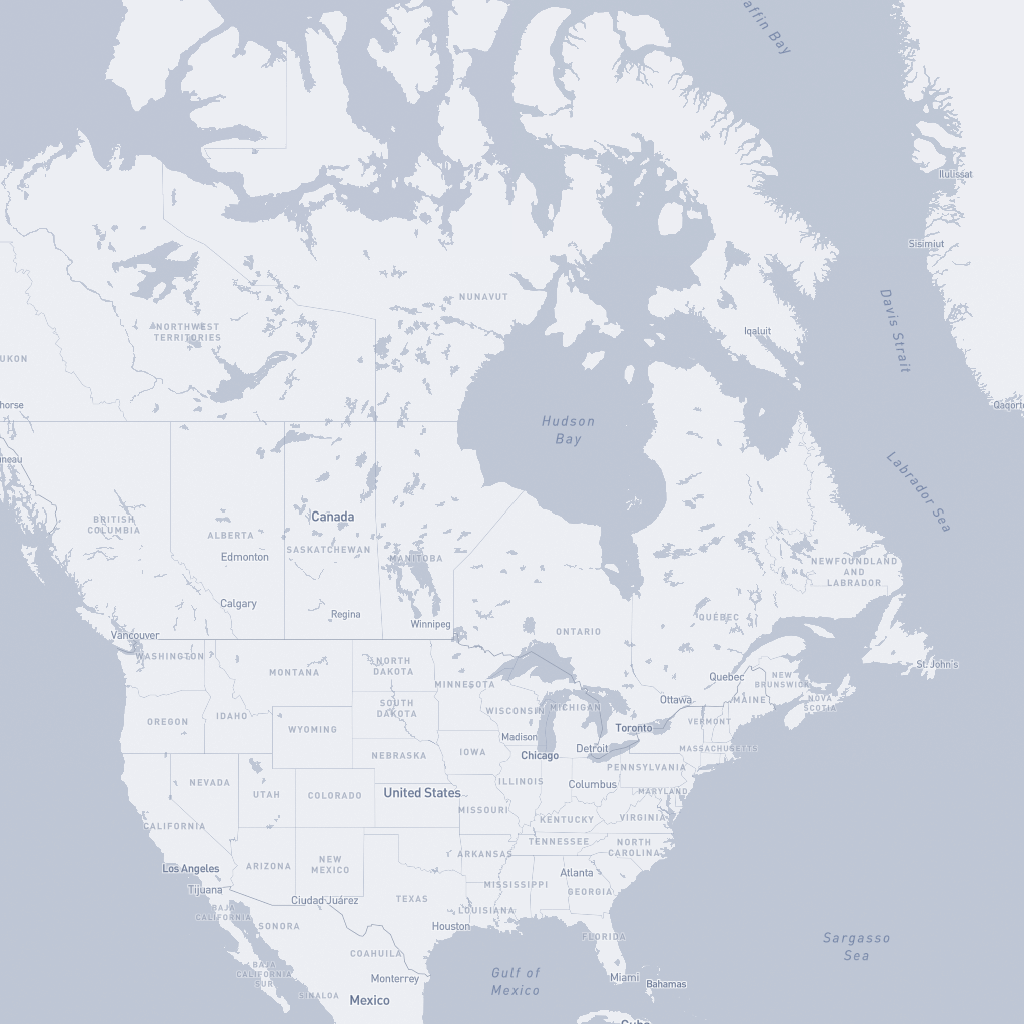 affin Bay
Ilulissat
Sisimiut
NUNAVUT
Davis Strait
NORTHWEST
TERRITORIES
Iqaluit
UKON
horse
Qaqorto
Hudson
Bay
neau
Labrador Sea
Canada
BRITISH
COLUMBIA
ALBERTA
SASKATCHEWAN
Edmonton
MANITOBA
NEWFOUNDLAND
AND
LABRADOR
Calgary
Regina
Winnipeg
ONTARIO
QUÉBEC
Vancouver
WASHINGTON
MONTANA
NORTH
DAKOTA
MINNESOTA
St. John's
Quebec
NEW
BRUNSWICK
Ottawa
MAINE
NOVA
SCOTIA
OREGON
IDAHO
WYOMING
SOUTH
DAKOTA
WISCONSIN
MICHIGAN
VERMONT
Toronto
Madison
Detroit
MASSACHUSETTS
Chicago
NEBRASKA
IOWA
PENNSYLVANIA
NEVADA
UTAH
COLORADO
United States
ILLINOIS
Columbus
MARYLAND
MISSOURI
KENTUCKY
VIRGINIA
CALIFORNIA
TENNESSEE
NORTH
CAROLINA
ARKANSAS
Los Angeles
ARIZONA
NEW
MEXICO
Atlanta
MISSISSIPPI
GEORGIA
Tijuana
Ciudad Juárez
TEXAS
BAJA
CALIFORNIA
LOUISIANA
SONORA
Houston
FLORIDA
Sargasso
Sea
COAHUILA
BAJA
CALIFORNIA
SUR
Monterrey
Gulf of
Mexico
Miami
Bahamas
SINALOA
Mexico
Cuba